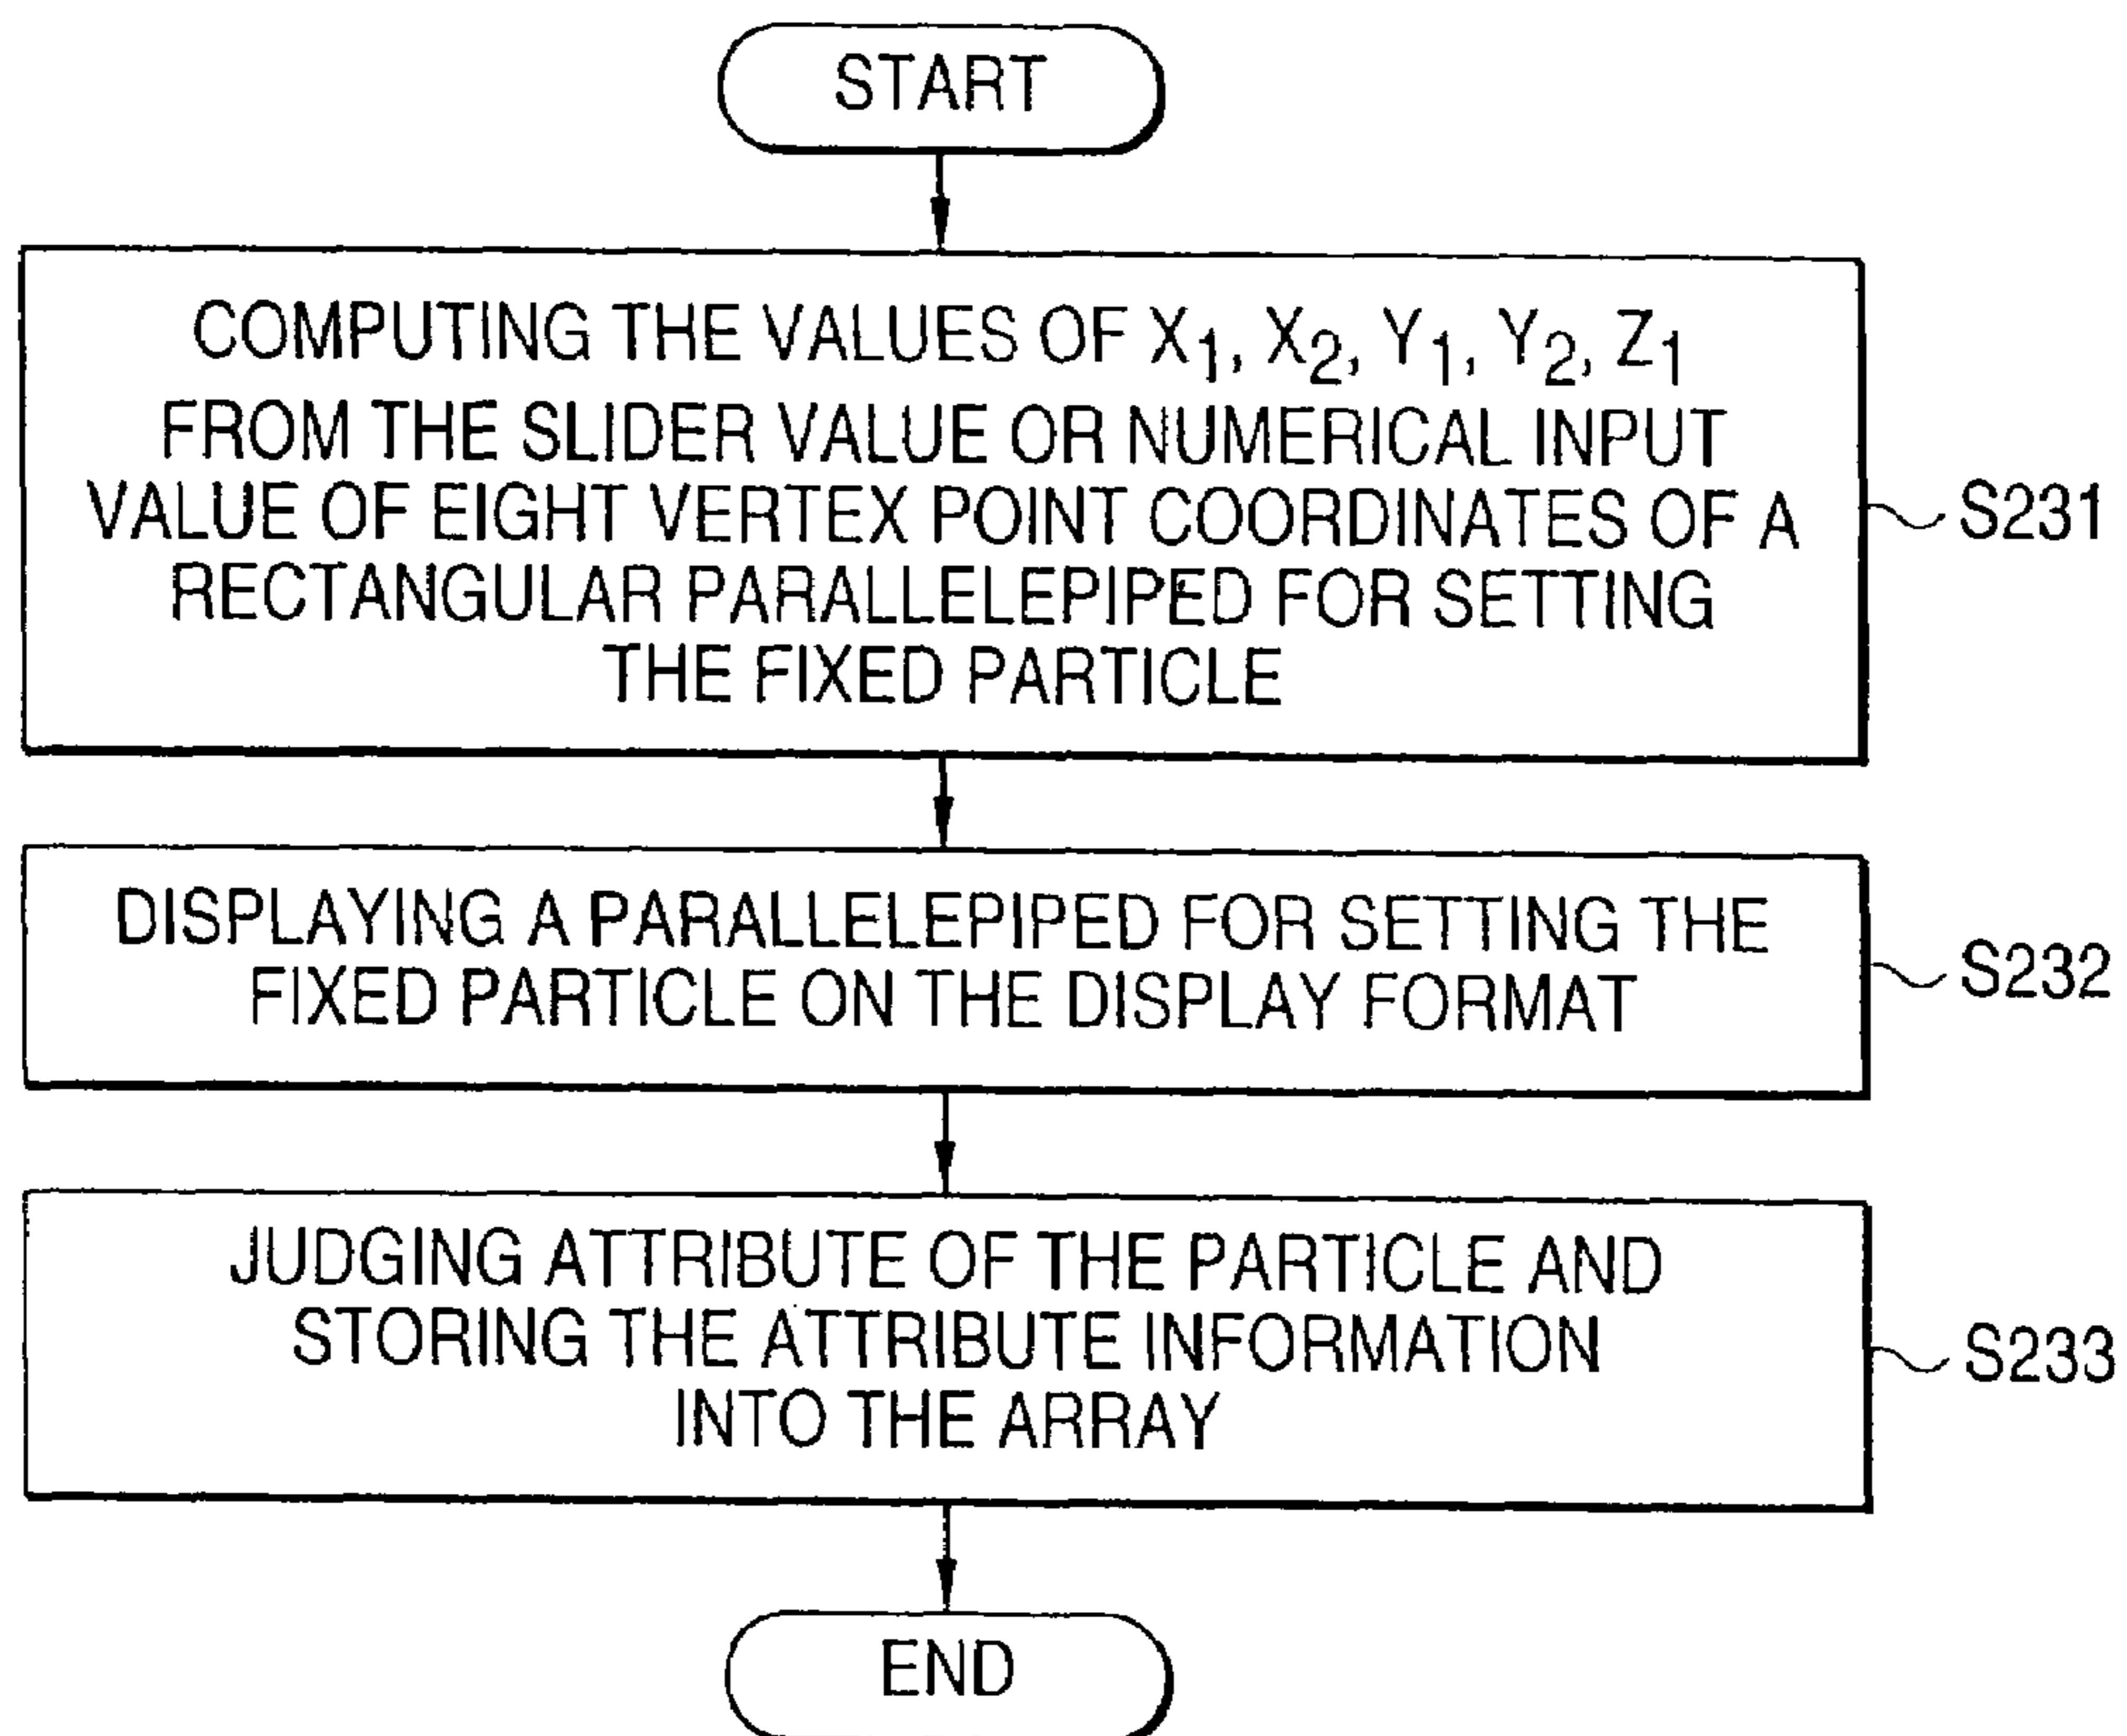 START
COMPUTING THE VALUES OF X₁, X₂, Y₁, Y₂, Z₁
FROM THE SLIDER VALUE OR NUMERICAL INPUT
VALUE OF EIGHT VERTEX POINT COORDINATES OF A
RECTANGULAR PARALLELEPIPED FOR SETTING
THE FIXED PARTICLE
S231
DISPLAYING A PARALLELEPIPED FOR SETTING THE
FIXED PARTICLE ON THE DISPLAY FORMAT
S232
JUDGING ATTRIBUTE OF THE PARTICLE AND
STORING THE ATTRIBUTE INFORMATION
INTO THE ARRAY
S233
END